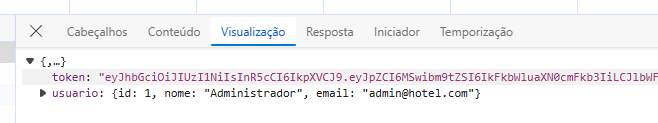 Cabeçalhos Conteúdo Visualização Resposta Iniciador Temporização
{,…}
token: "eyJhbGciOiJIUzI1NiIsInR5cCI6IkpXVCJ9.eyJpZCI6MSwibm9tZSI6IkFkbWluaXN0cmFkb3IiLCJlbWF
usuario: {id: 1, nome: "Administrador", email: "admin@hotel.com"}